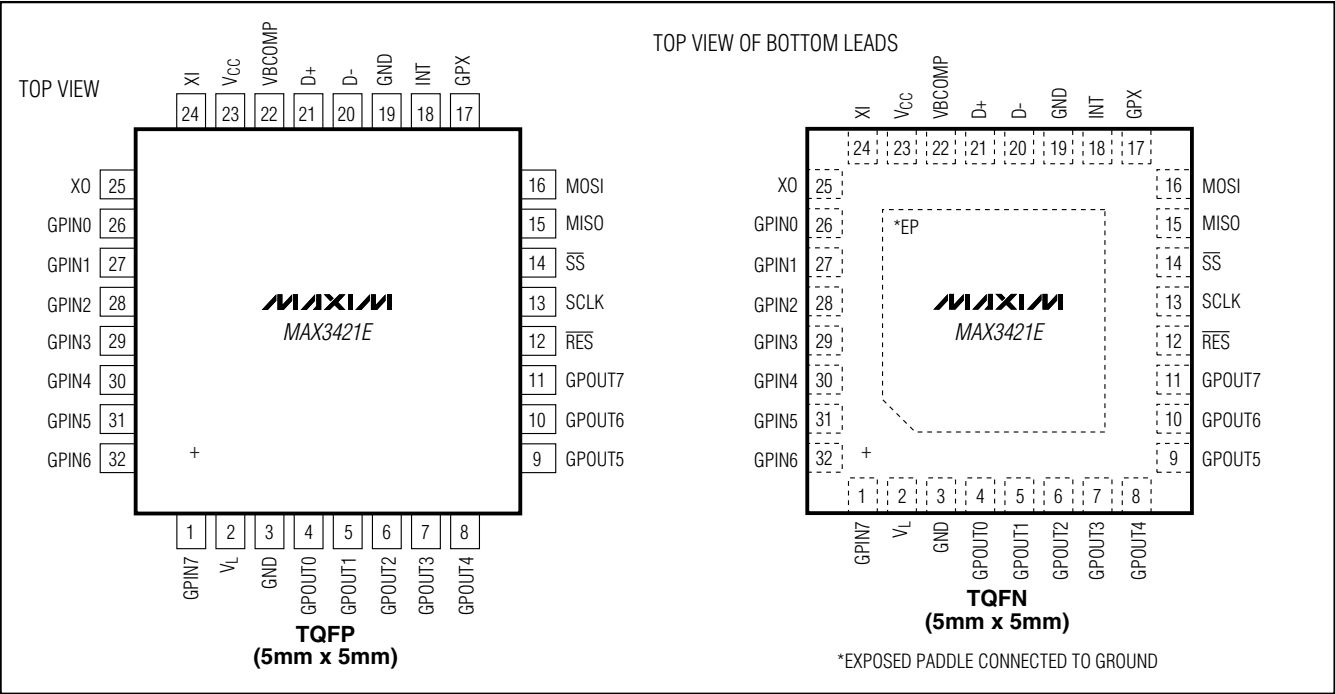 TOP VIEW
XI
VCC
VBCOMP
D+
D-
GND
INT
GPX
24 23 22 21 20 19 18 17
XO 25
GPIN0 26
GPIN1 27
GPIN2 28
GPIN3 29
GPIN4 30
GPIN5 31
GPIN6 32
16 MOSI
15 MISO
14 S̅S̅
13 SCLK
12 R̅E̅S̅
11 GPOUT7
10 GPOUT6
9 GPOUT5
MAXIM
MAX3421E
+
1 2 3 4 5 6 7 8
GPIN7
VL
GND
GPOUT0
GPOUT1
GPOUT2
GPOUT3
GPOUT4
TQFP
(5mm x 5mm)
TOP VIEW OF BOTTOM LEADS
XI
VCC
VBCOMP
D+
D-
GND
INT
GPX
24 23 22 21 20 19 18 17
XO 25
GPIN0 26
GPIN1 27
GPIN2 28
GPIN3 29
GPIN4 30
GPIN5 31
GPIN6 32
16 MOSI
15 MISO
14 S̅S̅
13 SCLK
12 R̅E̅S̅
11 GPOUT7
10 GPOUT6
9 GPOUT5
*EP
MAXIM
MAX3421E
+
1 2 3 4 5 6 7 8
GPIN7
VL
GND
GPOUT0
GPOUT1
GPOUT2
GPOUT3
GPOUT4
TQFN
(5mm x 5mm)
*EXPOSED PADDLE CONNECTED TO GROUND